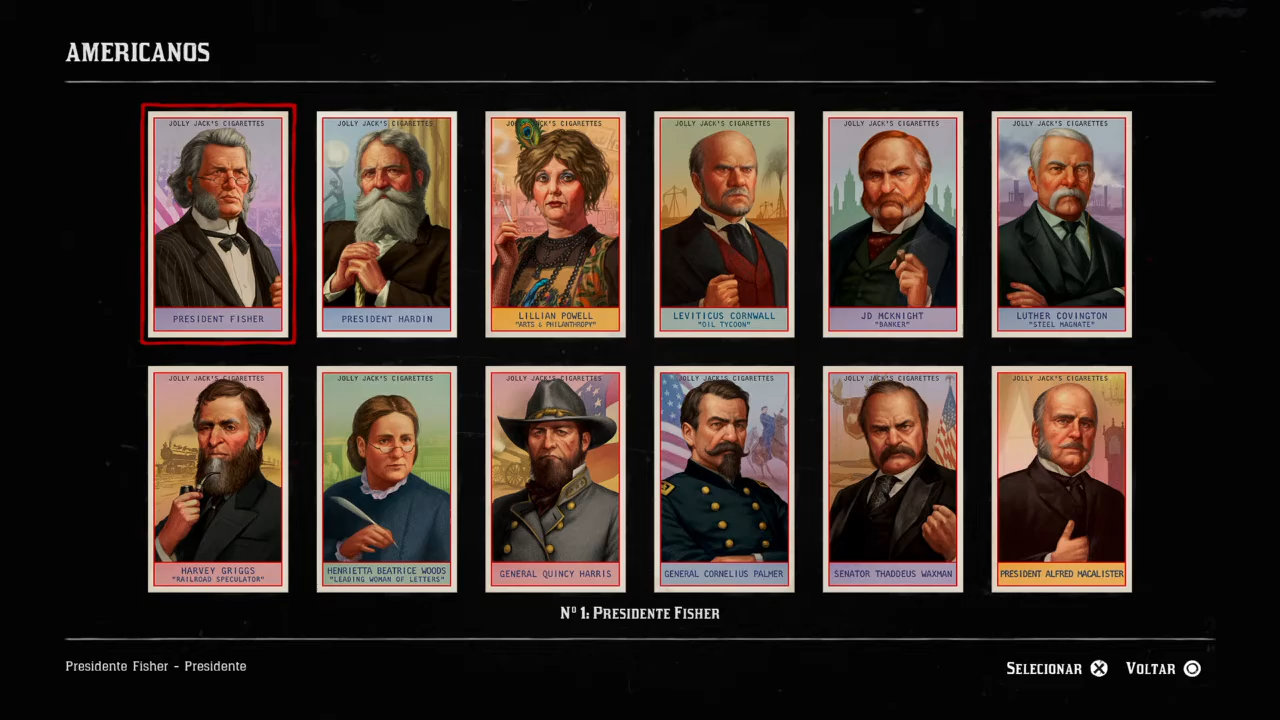 AMERICANOS
JOLLY JACK'S CIGARETTES
PRESIDENT FISHER
JOLLY JACK'S CIGARETTES
PRESIDENT HARDIN
JOLLY JACK'S CIGARETTES
LILLIAN POWELL
"ARTS & PHILANTHROPY"
JOLLY JACK'S CIGARETTES
LEVITICUS CORNWALL
"OIL TYCOON"
JOLLY JACK'S CIGARETTES
JD MCKNIGHT
"BANKER"
JOLLY JACK'S CIGARETTES
LUTHER COVINGTON
"STEEL MAGNATE"
JOLLY JACK'S CIGARETTES
HARVEY GRIGGS
"RAILROAD SPECULATOR"
JOLLY JACK'S CIGARETTES
HENRIETTA BEATRICE WOODS
"LEADING WOMAN OF LETTERS"
JOLLY JACK'S CIGARETTES
GENERAL QUINCY HARRIS
JOLLY JACK'S CIGARETTES
GENERAL CORNELIUS PALMER
JOLLY JACK'S CIGARETTES
SENATOR THADDEUS WAXMAN
JOLLY JACK'S CIGARETTES
PRESIDENT ALFRED MACALISTER
Nº 1: PRESIDENTE FISHER
Presidente Fisher - Presidente
SELECIONAR
VOLTAR